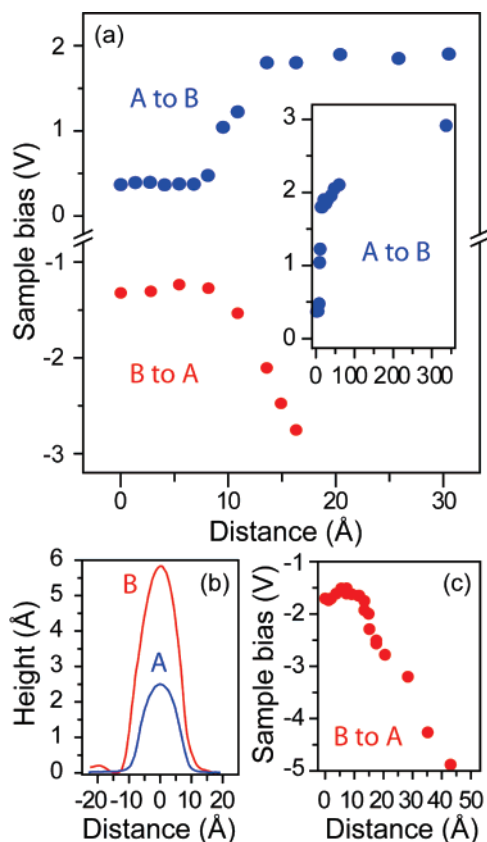 (a)
2
1
0
-1
-2
-3
Sample bias (V)
A to B
B to A
0
10
20
30
Distance (Å)
3
2
1
0
A to B
0
100
200
300
(b)
6
5
4
3
2
1
0
Height (Å)
B
A
-20
-10
0
10
20
Distance (Å)
(c)
-1
-2
-3
-4
-5
Sample bias (V)
B to A
0
10
20
30
40
50
Distance (Å)